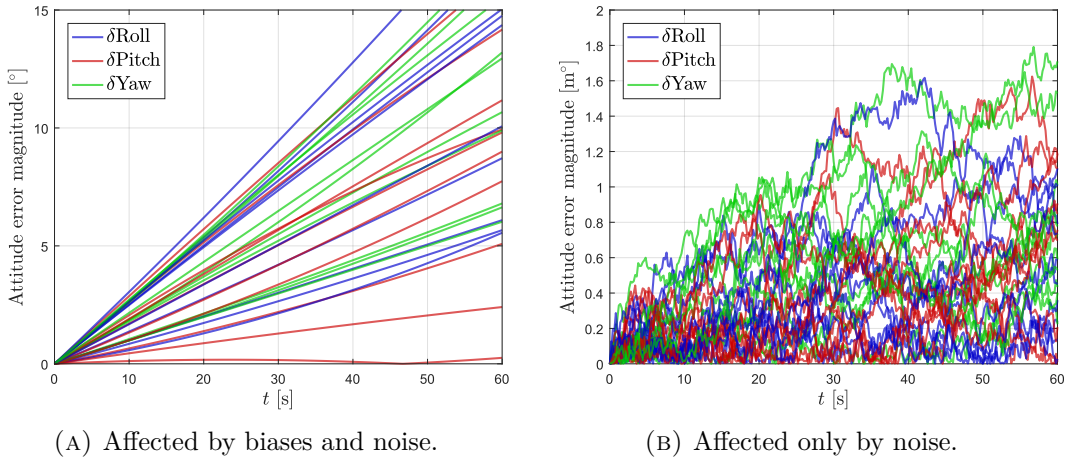 15
10
5
0
0 10 20 30 40 50 60
Attitude error magnitude [°]
t [s]
δRoll
δPitch
δYaw
(A) Affected by biases and noise.
2
1.8
1.6
1.4
1.2
1
0.8
0.6
0.4
0.2
0
0 10 20 30 40 50 60
Attitude error magnitude [m°]
t [s]
δRoll
δPitch
δYaw
(B) Affected only by noise.